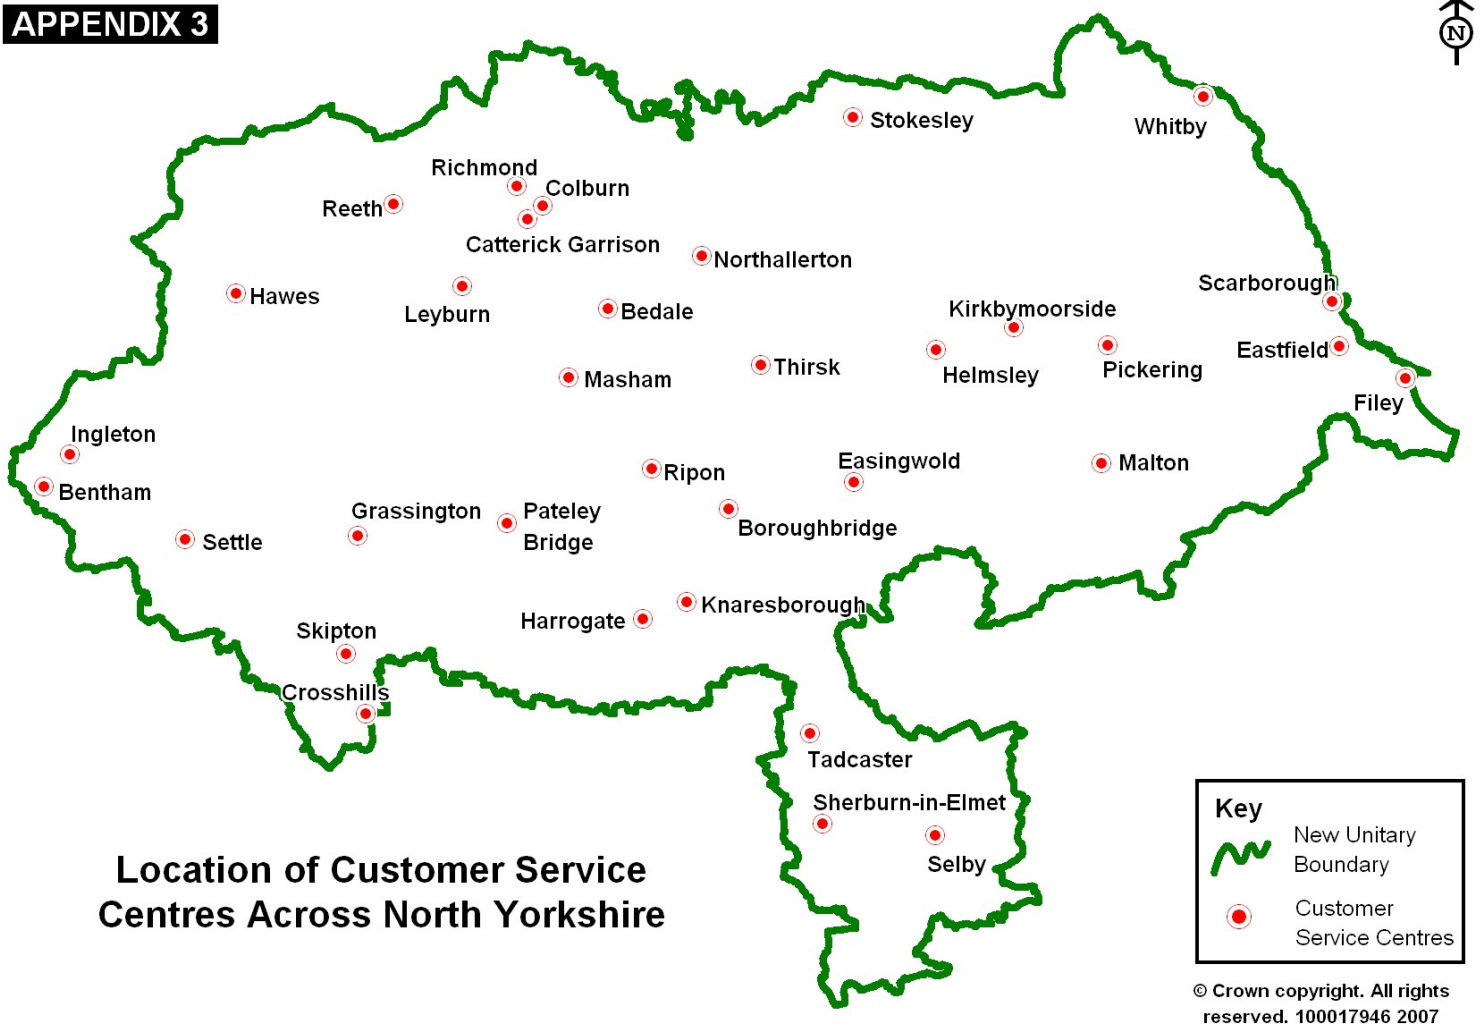 APPENDIX 3
N
Stokesley
Whitby
Richmond
Colburn
Reeth
Catterick Garrison
Northallerton
Hawes
Leyburn
Bedale
Scarborough
Kirkbymoorside
Eastfield
Thirsk
Helmsley
Pickering
Masham
Filey
Ingleton
Bentham
Ripon
Easingwold
Malton
Grassington
Pateley
Bridge
Boroughbridge
Settle
Knaresborough
Harrogate
Skipton
Crosshills
Tadcaster
Sherburn-in-Elmet
Selby
Location of Customer Service
Centres Across North Yorkshire
Key
New Unitary
Boundary
Customer
Service Centres
© Crown copyright. All rights
reserved. 100017946 2007